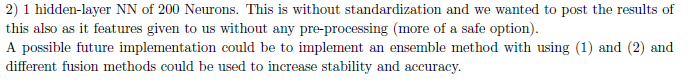 2) 1 hidden-layer NN of 200 Neurons. This is without standardization and we wanted to post the results of
this also as it features given to us without any pre-processing (more of a safe option).
A possible future implementation could be to implement an ensemble method with using (1) and (2) and
different fusion methods could be used to increase stability and accuracy.